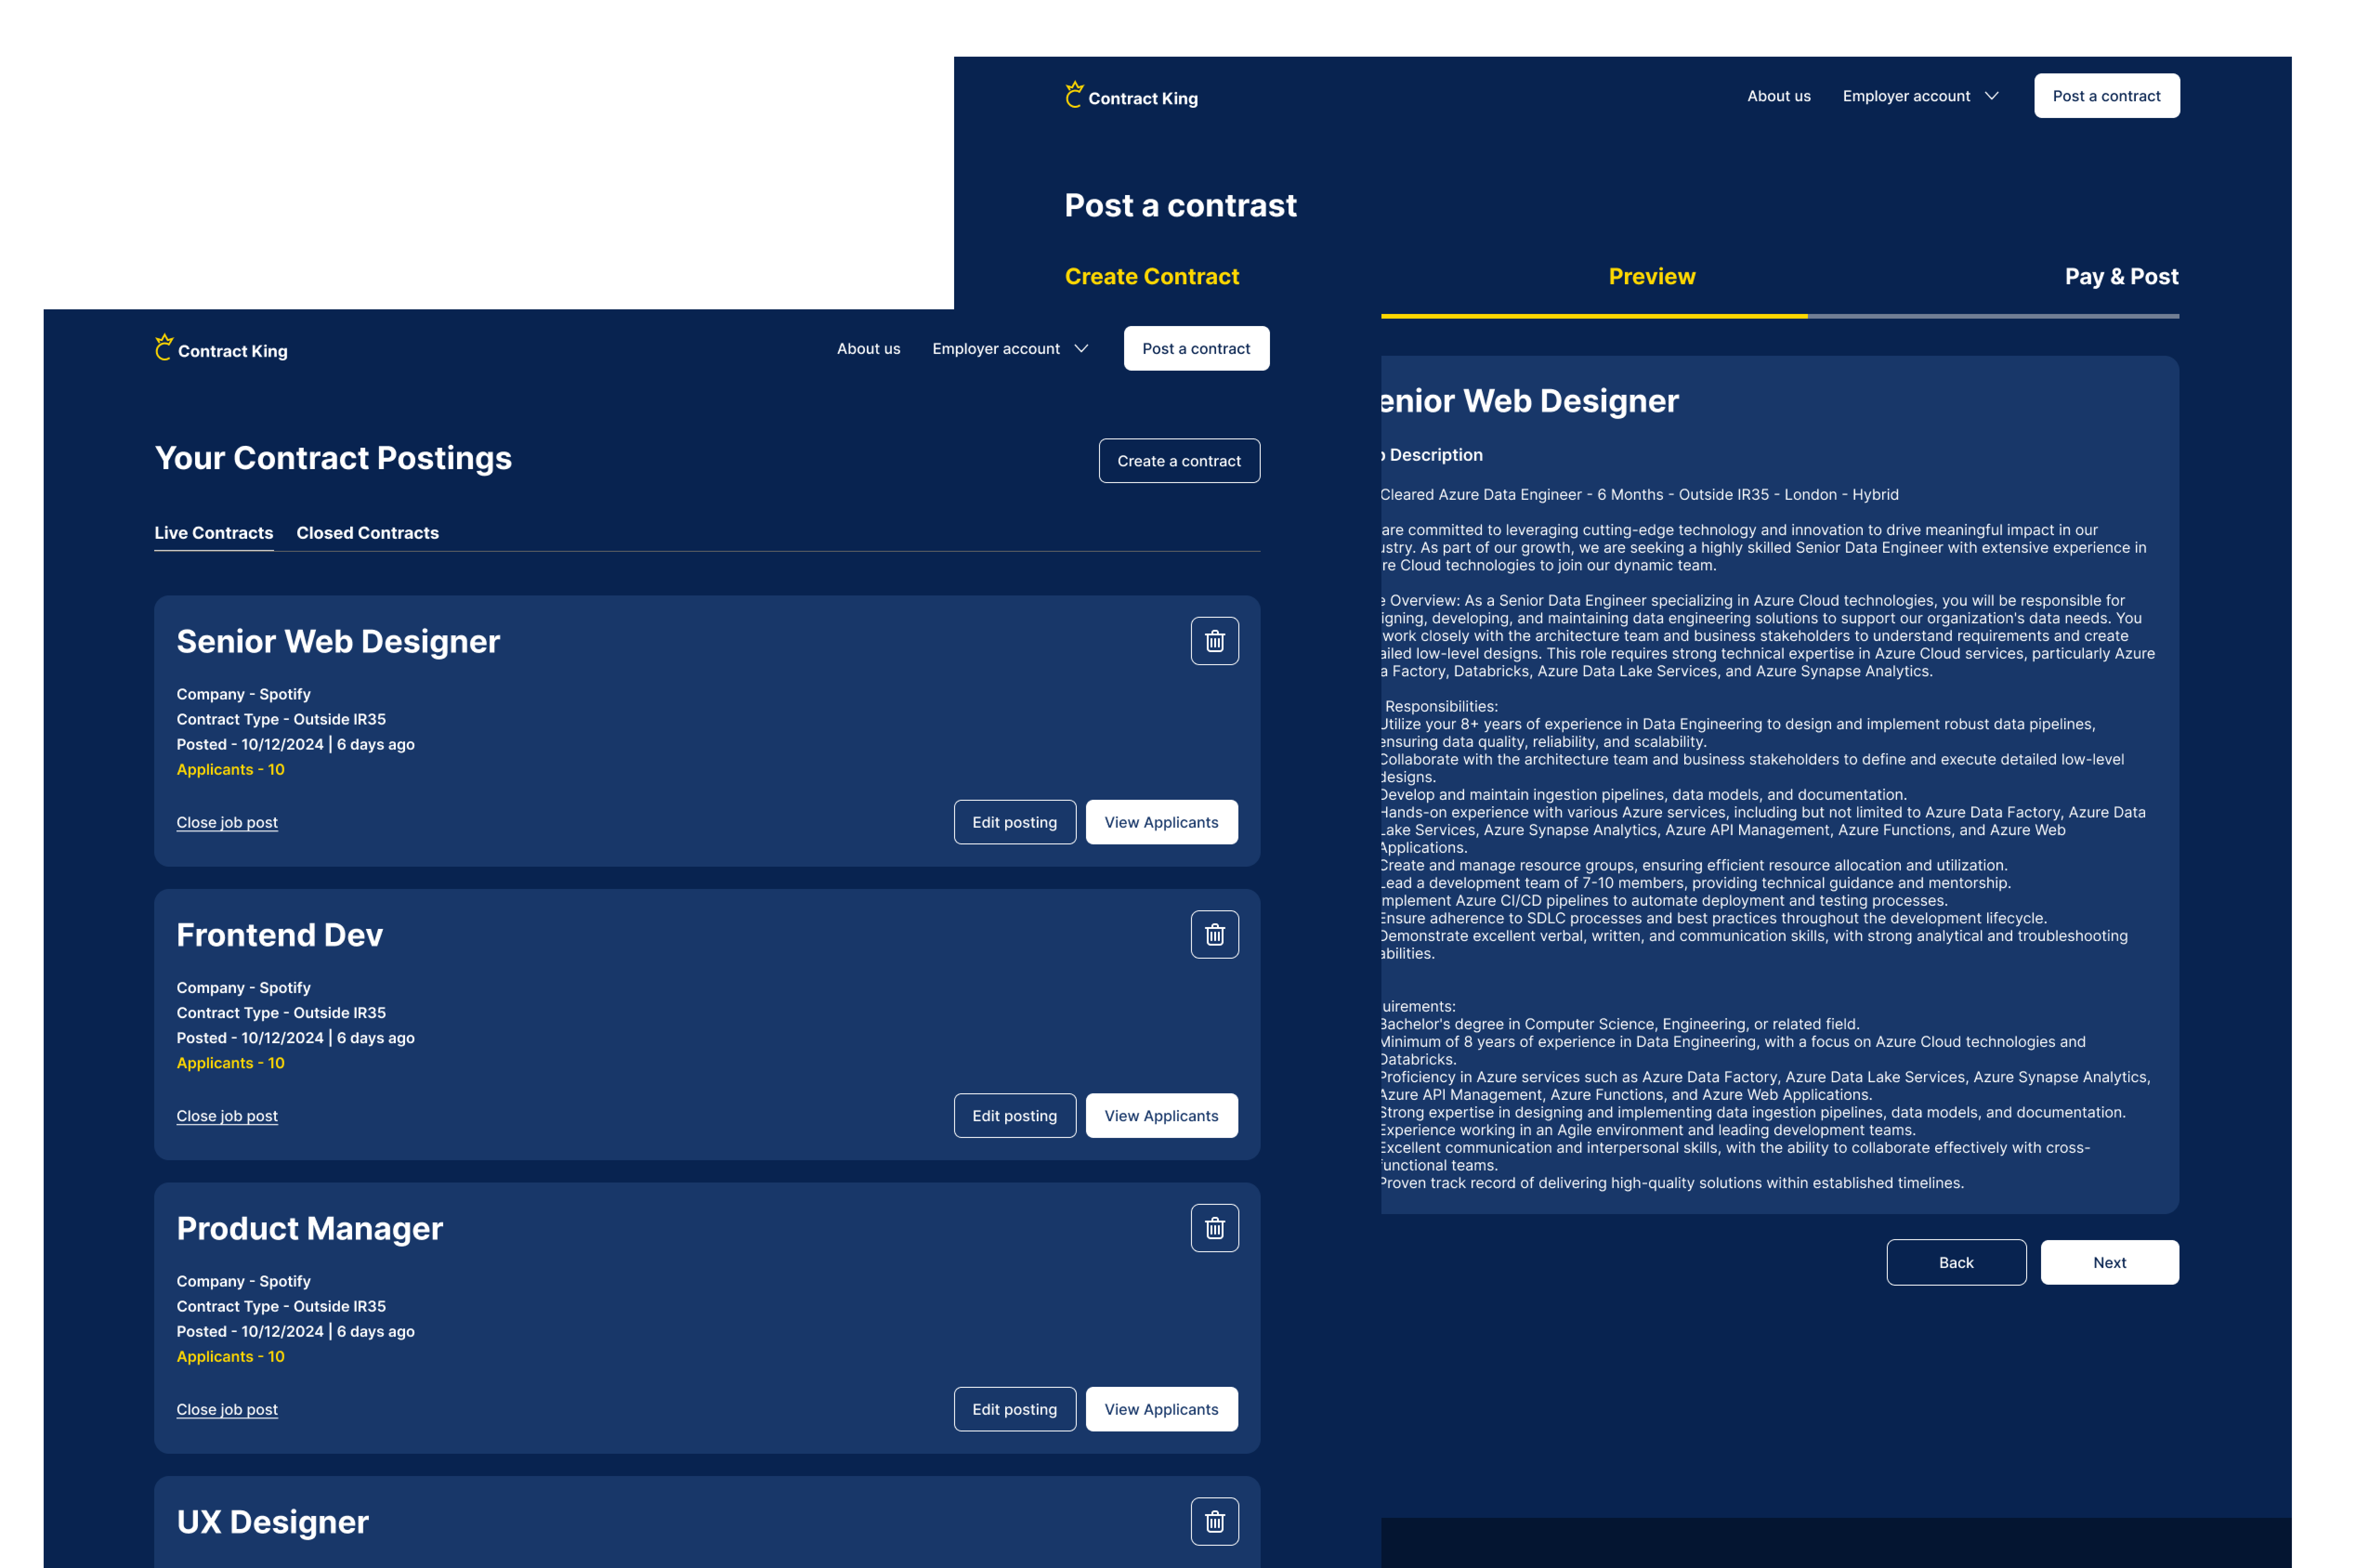 Contract King
About us
Employer account
Post a contract
Post a contrast
Create Contract
Preview
Pay & Post
Contract King
About us
Employer account
Post a contract
Your Contract Postings
Create a contract
Live Contracts
Closed Contracts
Senior Web Designer
Company - Spotify
Contract Type - Outside IR35
Posted - 10/12/2024 | 6 days ago
Applicants - 10
Close job post
Edit posting
View Applicants
Frontend Dev
Company - Spotify
Contract Type - Outside IR35
Posted - 10/12/2024 | 6 days ago
Applicants - 10
Close job post
Edit posting
View Applicants
Product Manager
Company - Spotify
Contract Type - Outside IR35
Posted - 10/12/2024 | 6 days ago
Applicants - 10
Close job post
Edit posting
View Applicants
UX Designer
enior Web Designer
Description
Cleared Azure Data Engineer - 6 Months - Outside IR35 - London - Hybrid
are committed to leveraging cutting-edge technology and innovation to drive meaningful impact in our
ustry. As part of our growth, we are seeking a highly skilled Senior Data Engineer with extensive experience in
re Cloud technologies to join our dynamic team.
e Overview: As a Senior Data Engineer specializing in Azure Cloud technologies, you will be responsible for
igning, developing, and maintaining data engineering solutions to support our organization's data needs. You
work closely with the architecture team and business stakeholders to understand requirements and create
ailed low-level designs. This role requires strong technical expertise in Azure Cloud services, particularly Azure
a Factory, Databricks, Azure Data Lake Services, and Azure Synapse Analytics.
Responsibilities:
Utilize your 8+ years of experience in Data Engineering to design and implement robust data pipelines,
ensuring data quality, reliability, and scalability.
Collaborate with the architecture team and business stakeholders to define and execute detailed low-level
designs.
Develop and maintain ingestion pipelines, data models, and documentation.
Hands-on experience with various Azure services, including but not limited to Azure Data Factory, Azure Data
Lake Services, Azure Synapse Analytics, Azure API Management, Azure Functions, and Azure Web
Applications.
Create and manage resource groups, ensuring efficient resource allocation and utilization.
Lead a development team of 7-10 members, providing technical guidance and mentorship.
mplement Azure CI/CD pipelines to automate deployment and testing processes.
Ensure adherence to SDLC processes and best practices throughout the development lifecycle.
Demonstrate excellent verbal, written, and communication skills, with strong analytical and troubleshooting
abilities.
uirements:
Bachelor's degree in Computer Science, Engineering, or related field.
Minimum of 8 years of experience in Data Engineering, with a focus on Azure Cloud technologies and
Databricks.
Proficiency in Azure services such as Azure Data Factory, Azure Data Lake Services, Azure Synapse Analytics,
Azure API Management, Azure Functions, and Azure Web Applications.
Strong expertise in designing and implementing data ingestion pipelines, data models, and documentation.
Experience working in an Agile environment and leading development teams.
Excellent communication and interpersonal skills, with the ability to collaborate effectively with cross-
functional teams.
Proven track record of delivering high-quality solutions within established timelines.
Back
Next